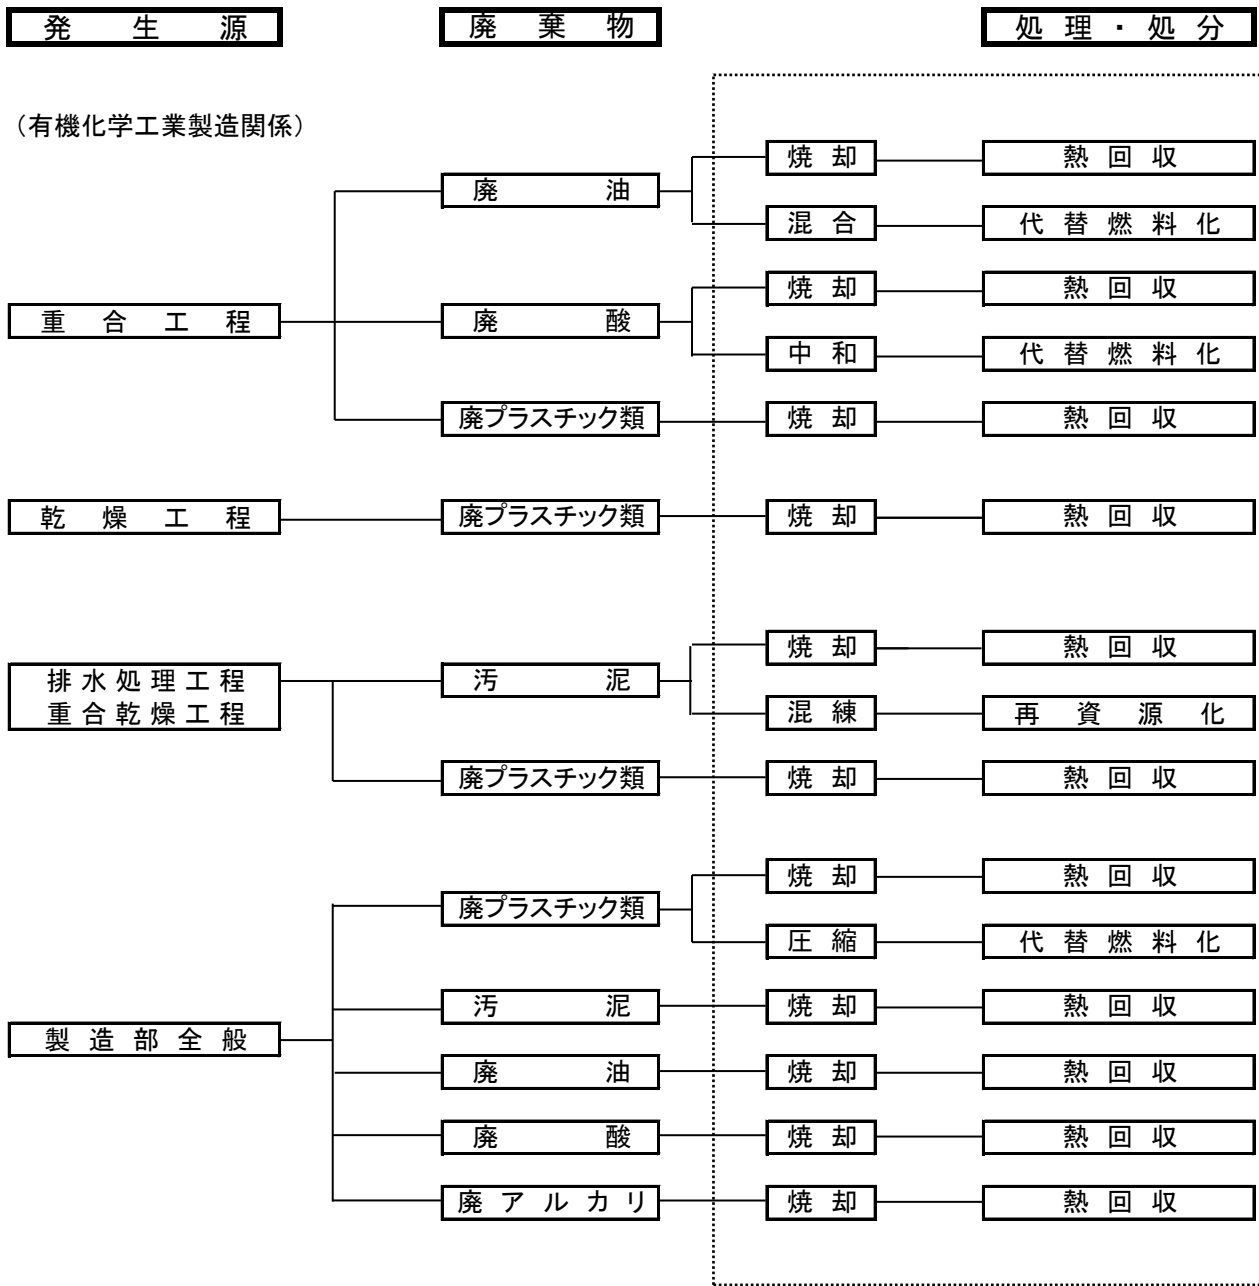 発生源 廃棄物 処理・処分
（有機化学工業製造関係）
焼却 熱回収
廃油
混合 代替燃料化
焼却 熱回収
重合工程 廃酸
中和 代替燃料化
廃プラスチック類 焼却 熱回収
乾燥工程 廃プラスチック類 焼却 熱回収
焼却 熱回収
排水処理工程 汚泥
重合乾燥工程 混練 再資源化
廃プラスチック類 焼却 熱回収
焼却 熱回収
廃プラスチック類
圧縮 代替燃料化
汚泥 焼却 熱回収
製造部全般
廃油 焼却 熱回収
廃酸 焼却 熱回収
廃アルカリ 焼却 熱回収